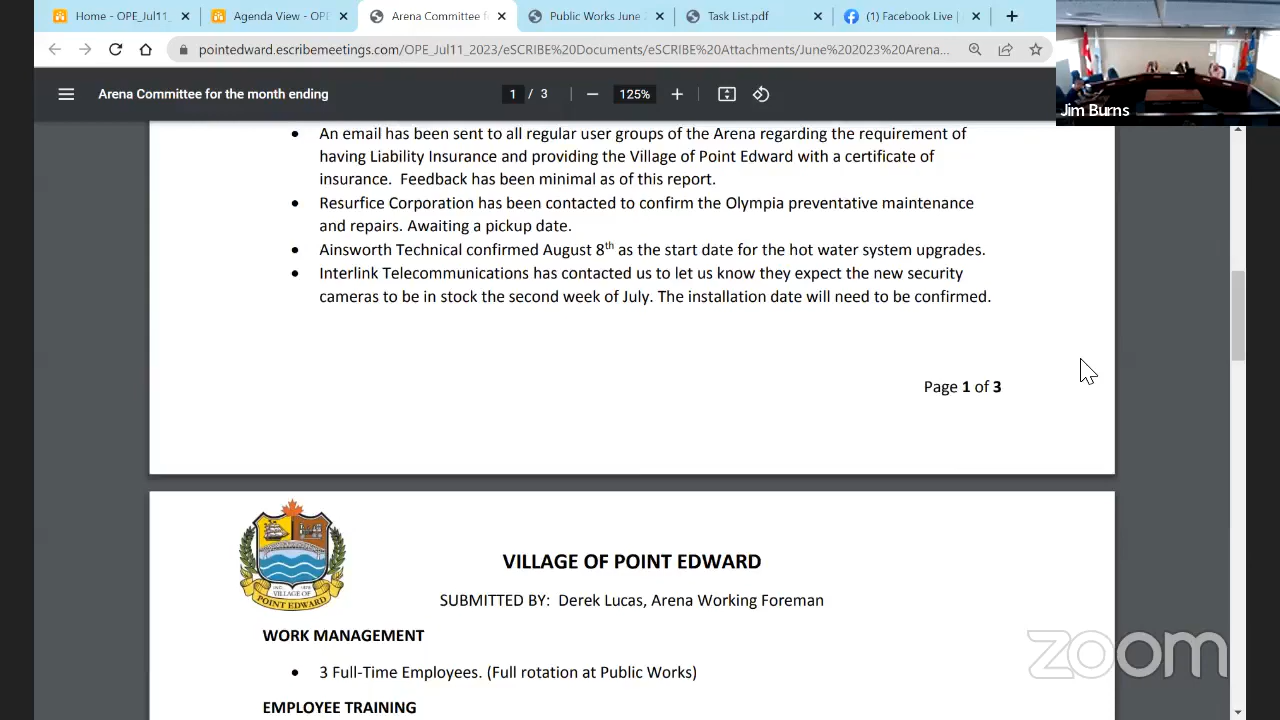 Home - OPE_Jul11_
Agenda View - OPE
Arena Committee f
Public Works June 2
Task Lists
(1) Facebook Live
pointedward.escribemeetings.com/OPE_Jul11_2023/eSCRIBE%20Documents/eSCRIBE%20Attachments/June%202023%20Arena...
Arena Committee for the month ending
1 / 3
125%
Jim Burns
• An email has been sent to all regular user groups of the Arena regarding the requirement of
having Liability Insurance and providing the Village of Point Edward with a certificate of
insurance. Feedback has been minimal as of this report.
• Resurfice Corporation has been contacted to confirm the Olympia preventative maintenance
and repairs. Awaiting a pickup date.
• Ainsworth Technical confirmed August 8th as the start date for the hot water system upgrades.
• Interlink Telecommunications has contacted us to let us know they expect the new security
cameras to be in stock the second week of July. The installation date will need to be confirmed.
Page 1 of 3
VILLAGE OF
POINT EDWARD
VILLAGE OF POINT EDWARD
SUBMITTED BY: Derek Lucas, Arena Working Foreman
WORK MANAGEMENT
• 3 Full-Time Employees. (Full rotation at Public Works)
EMPLOYEE TRAINING
zoom